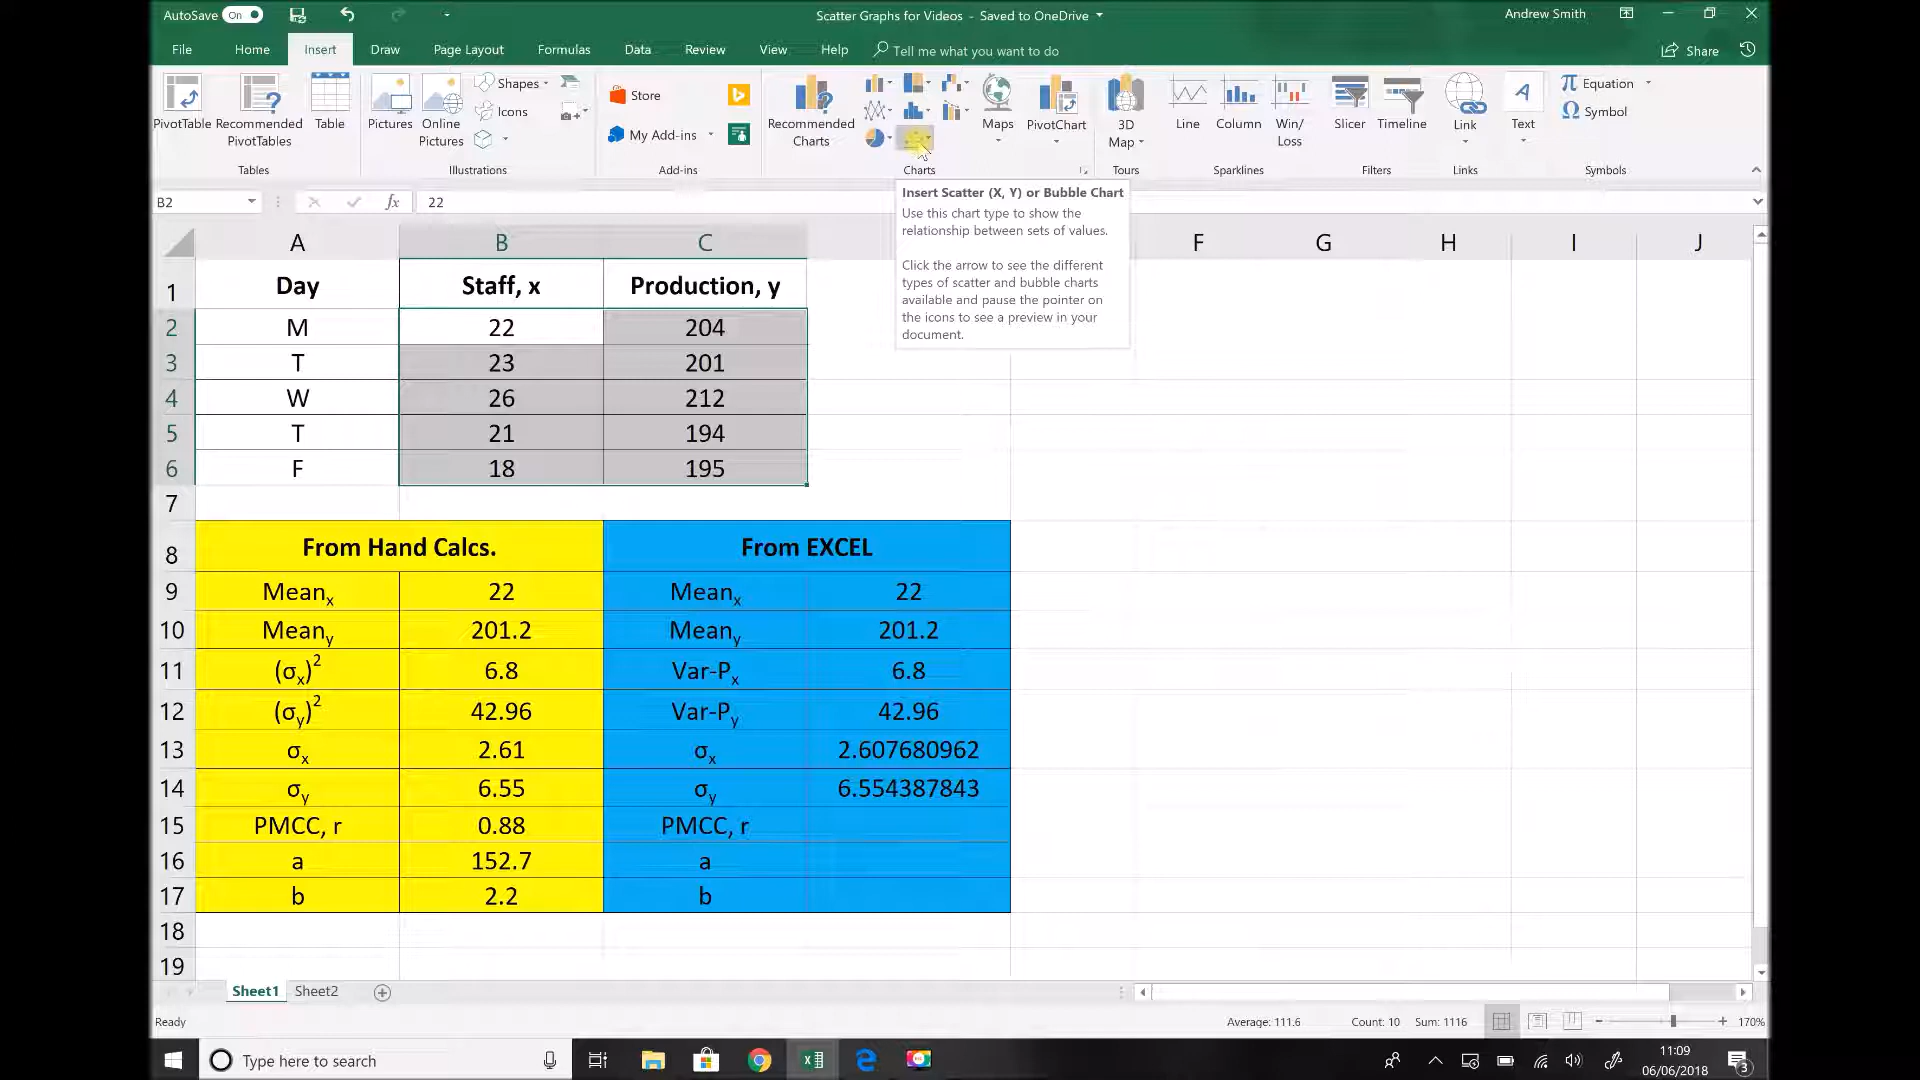 AutoSave On
Scatter Graphs for Videos - Saved to OneDrive
Andrew Smith
File Home Insert Draw Page Layout Formulas Data Review View Help Tell me what you want to do
Share
PivotTable
Recommended PivotTables
Table
Tables
Pictures
Online Pictures
Shapes
Icons
Illustrations
Store
My Add-ins
Add-ins
Recommended Charts
Maps
PivotChart
Charts
3D Map
Tours
Line
Column
Win/ Loss
Sparklines
Slicer
Timeline
Filters
Link
Links
Text
Equation
Symbol
Symbols
B2 fx 22
Insert Scatter (X, Y) or Bubble Chart
Use this chart type to show the
relationship between sets of values.
Click the arrow to see the different
types of scatter and bubble charts
available and pause the pointer on
the icons to see a preview in your
document.
A B C F G H I J
1 Day Staff, x Production, y
2 M 22 204
3 T 23 201
4 W 26 212
5 T 21 194
6 F 18 195
7
8 From Hand Calcs. From EXCEL
9 Meanx 22 Meanx 22
10 Meany 201.2 Meany 201.2
11 (σx)2 6.8 Var-Px 6.8
12 (σy)2 42.96 Var-Py 42.96
13 σx 2.61 σx 2.607680962
14 σy 6.55 σy 6.554387843
15 PMCC, r 0.88 PMCC, r
16 a 152.7 a
17 b 2.2 b
18
19
Sheet1 Sheet2
Ready Average: 111.6 Count: 10 Sum: 1116 170%
Type here to search
11:09
06/06/2018
3